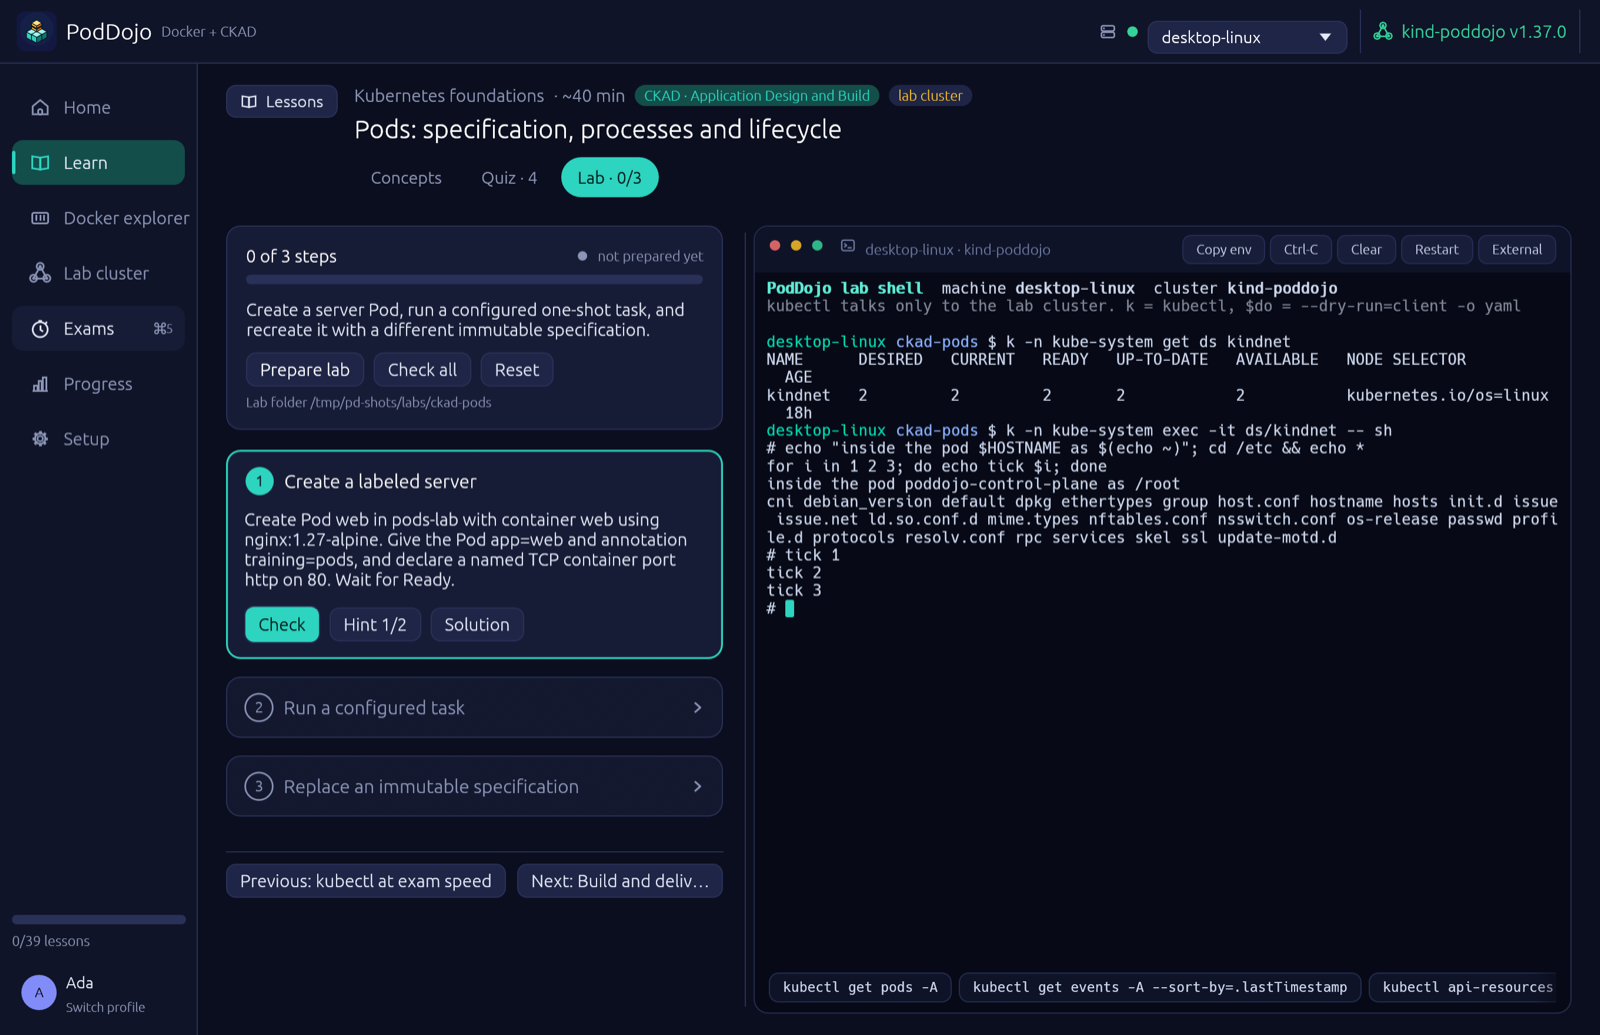 PodDojo Docker + CKAD
desktop-linux
kind-poddojo v1.37.0
Home
Learn
Docker explorer
Lab cluster
Exams ⌘5
Progress
Setup
0/39 lessons
A
Ada
Switch profile
Lessons
Kubernetes foundations · ~40 min CKAD · Application Design and Build lab cluster
Pods: specification, processes and lifecycle
Concepts Quiz · 4 Lab · 0/3
0 of 3 steps not prepared yet
Create a server Pod, run a configured one-shot task, and
recreate it with a different immutable specification.
Prepare lab Check all Reset
Lab folder /tmp/pd-shots/labs/ckad-pods
1 Create a labeled server
Create Pod web in pods-lab with container web using
nginx:1.27-alpine. Give the Pod app=web and annotation
training=pods, and declare a named TCP container port
http on 80. Wait for Ready.
Check Hint 1/2 Solution
2 Run a configured task
3 Replace an immutable specification
Previous: kubectl at exam speed Next: Build and deliv…
desktop-linux · kind-poddojo Copy env Ctrl-C Clear Restart External
PodDojo lab shell machine desktop-linux cluster kind-poddojo
kubectl talks only to the lab cluster. k = kubectl, $do = --dry-run=client -o yaml
desktop-linux ckad-pods $ k -n kube-system get ds kindnet
NAME DESIRED CURRENT READY UP-TO-DATE AVAILABLE NODE SELECTOR
AGE
kindnet 2 2 2 2 2 kubernetes.io/os=linux
18h
desktop-linux ckad-pods $ k -n kube-system exec -it ds/kindnet -- sh
# echo "inside the pod $HOSTNAME as $(echo ~)"; cd /etc && echo *
for i in 1 2 3; do echo tick $i; done
inside the pod poddojo-control-plane as /root
cni debian_version default dpkg ethertypes group host.conf hostname hosts init.d issue
issue.net ld.so.conf.d mime.types nftables.conf nsswitch.conf os-release passwd profi
le.d protocols resolv.conf rpc services skel ssl update-motd.d
# tick 1
tick 2
tick 3
#
kubectl get pods -A kubectl get events -A --sort-by=.lastTimestamp kubectl api-resources